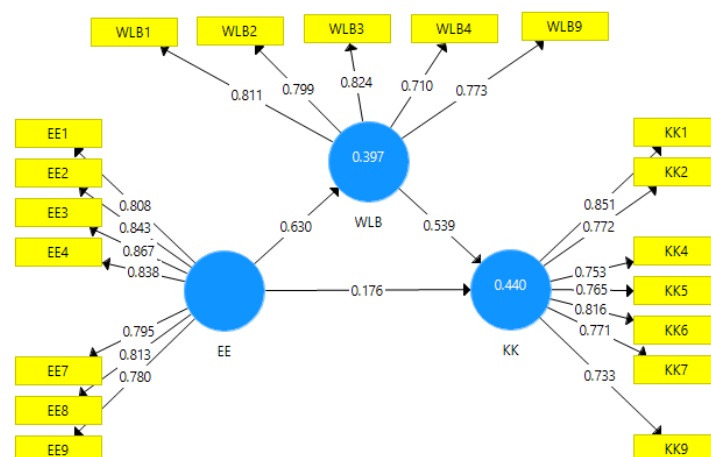 WLB1
WLB2
WLB3
WLB4
WLB9
0.811
0.799
0.824
0.710
0.773
EE1
EE2
EE3
EE4
0.808
0.843
0.867
0.838
0.397
WLB
0.630
0.539
KK1
KK2
0.851
0.772
0.176
EE
0.440
KK
KK4
KK5
KK6
KK7
0.753
0.765
0.816
0.771
0.733
KK9
0.795
0.813
0.780
EE7
EE8
EE9